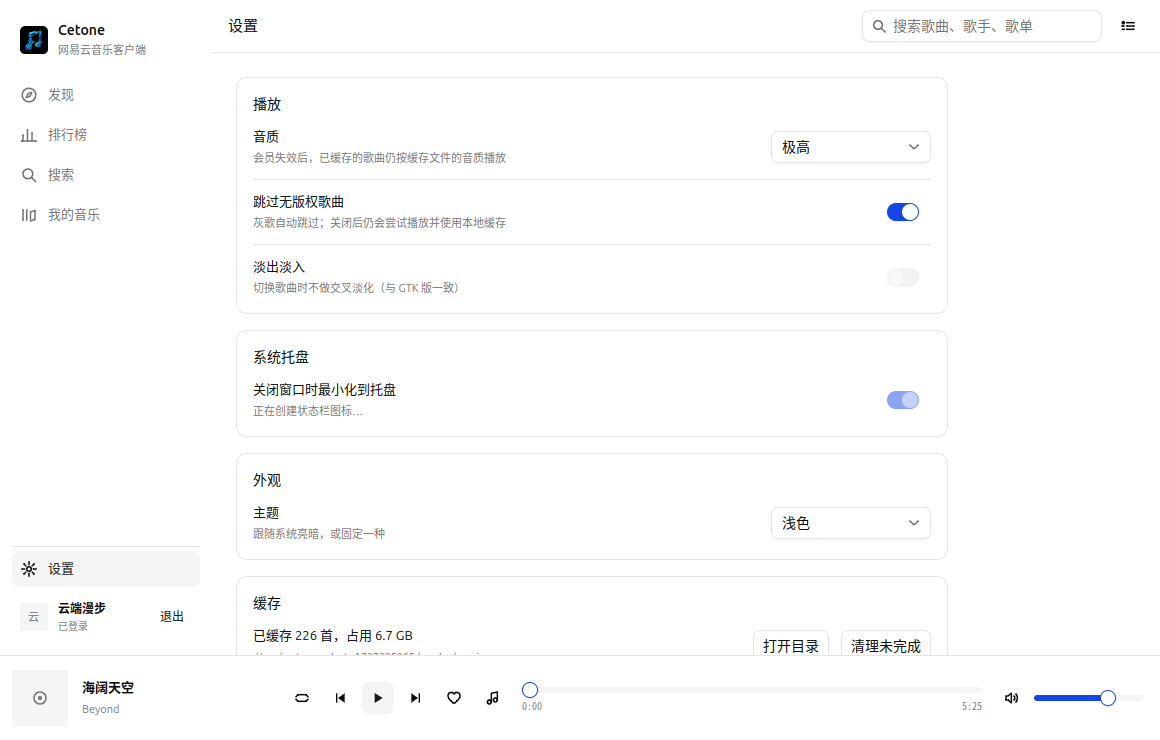 Cetone
网易云音乐客户端
发现
排行榜
搜索
我的音乐
设置
云
云端漫步
已登录
退出
设置
搜索歌曲、歌手、歌单
播放
音质
会员失效后，已缓存的歌曲仍按缓存文件的音质播放
极高
跳过无版权歌曲
灰歌自动跳过；关闭后仍会尝试播放并使用本地缓存
淡出淡入
切换歌曲时不做交叉淡化（与 GTK 版一致）
系统托盘
关闭窗口时最小化到托盘
正在创建状态栏图标…
外观
主题
跟随系统亮暗，或固定一种
浅色
缓存
已缓存 226 首，占用 6.7 GB
打开目录
清理未完成
海阔天空
Beyond
0:00
5:25